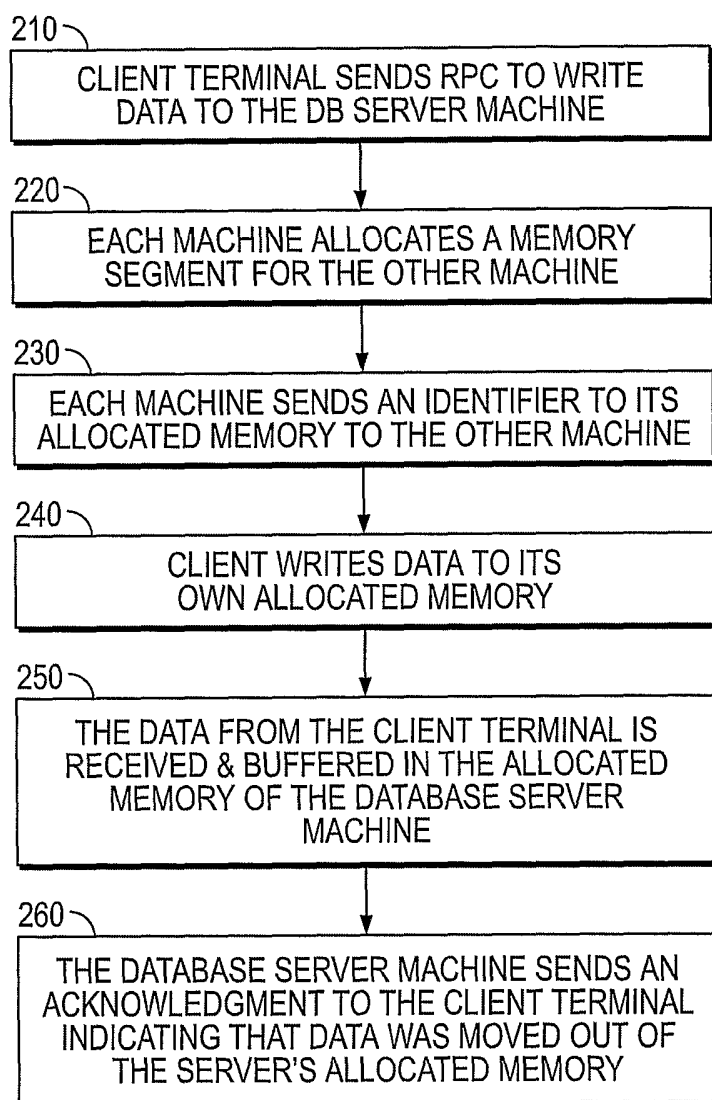 210
CLIENT TERMINAL SENDS RPC TO WRITE
DATA TO THE DB SERVER MACHINE
220
EACH MACHINE ALLOCATES A MEMORY
SEGMENT FOR THE OTHER MACHINE
230
EACH MACHINE SENDS AN IDENTIFIER TO ITS
ALLOCATED MEMORY TO THE OTHER MACHINE
240
CLIENT WRITES DATA TO ITS
OWN ALLOCATED MEMORY
250
THE DATA FROM THE CLIENT TERMINAL IS
RECEIVED & BUFFERED IN THE ALLOCATED
MEMORY OF THE DATABASE SERVER
MACHINE
260
THE DATABASE SERVER MACHINE SENDS AN
ACKNOWLEDGMENT TO THE CLIENT TERMINAL
INDICATING THAT DATA WAS MOVED OUT OF
THE SERVER'S ALLOCATED MEMORY